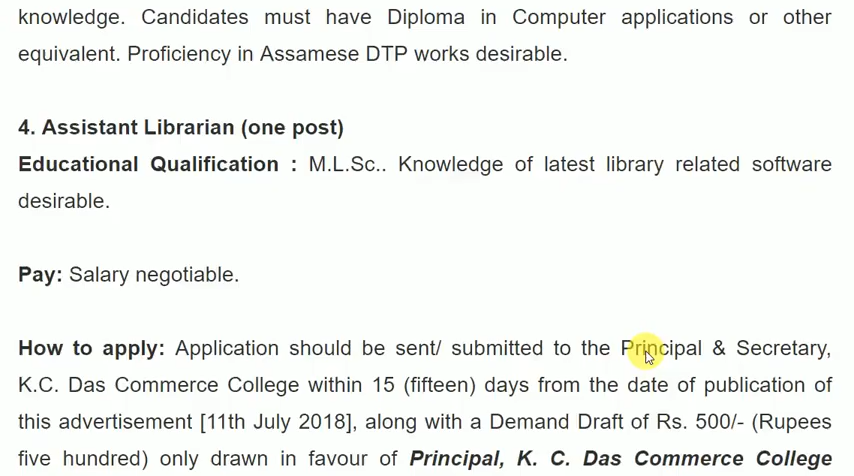 knowledge. Candidates must have Diploma in Computer applications or other
equivalent. Proficiency in Assamese DTP works desirable.
4. Assistant Librarian (one post)
Educational Qualification : M.L.Sc.. Knowledge of latest library related software
desirable.
Pay: Salary negotiable.
How to apply: Application should be sent/ submitted to the Principal & Secretary,
K.C. Das Commerce College within 15 (fifteen) days from the date of publication of
this advertisement [11th July 2018], along with a Demand Draft of Rs. 500/- (Rupees
five hundred) only drawn in favour of Principal, K. C. Das Commerce College